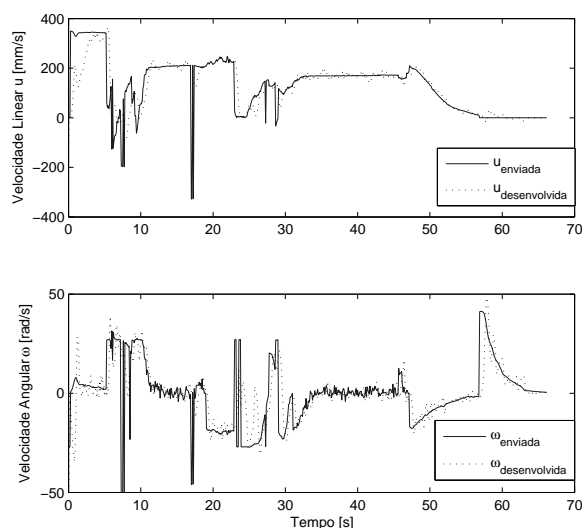 400
200
0
−200
−400
0 10 20 30 40 50 60 70
Velocidade Linear u [mm/s]
u_enviada
u_desenvolvida
50
0
−50
0 10 20 30 40 50 60 70
Velocidade Angular ω [rad/s]
Tempo [s]
ω_enviada
ω_desenvolvida